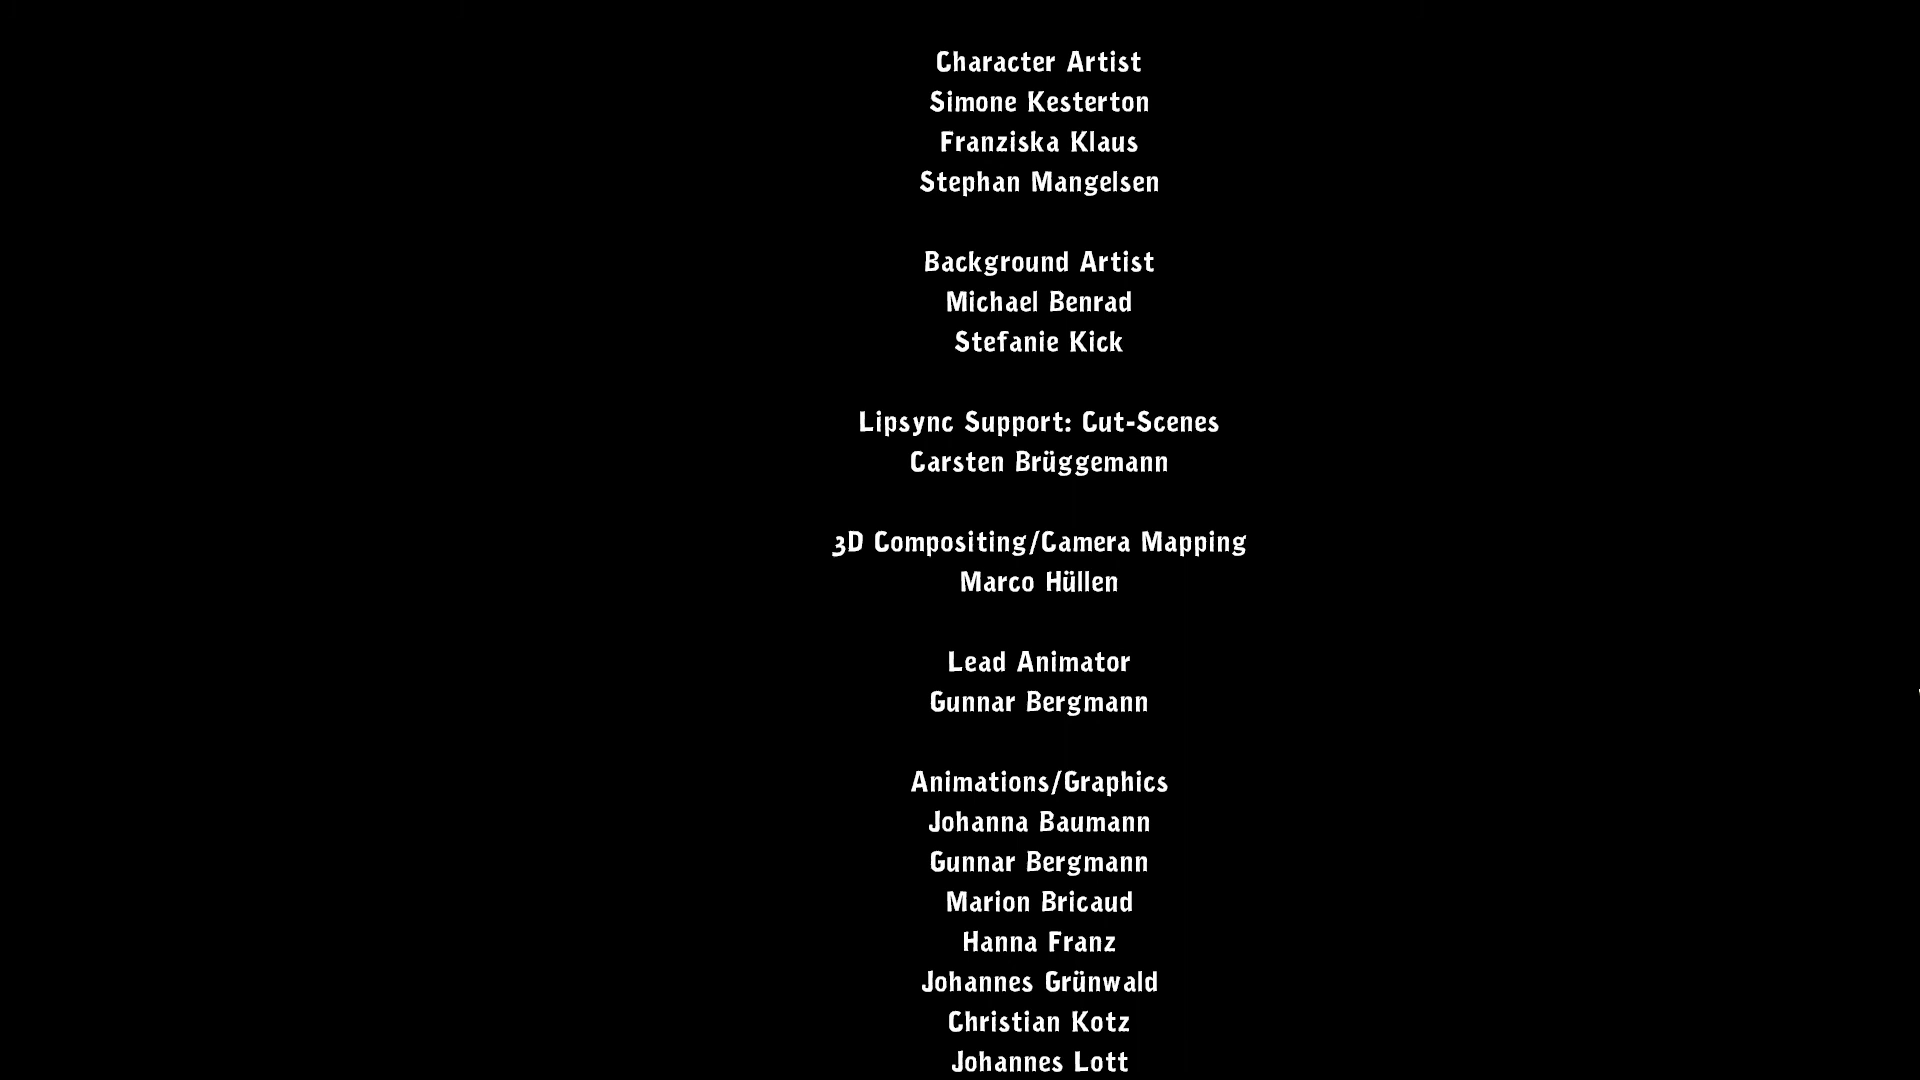 Character Artist
Simone Kesterton
Franziska Klaus
Stephan Mangelsen
Background Artist
Michael Benrad
Stefanie Kick
Lipsync Support: Cut-Scenes
Carsten Brüggemann
3D Compositing/Camera Mapping
Marco Hüllen
Lead Animator
Gunnar Bergmann
Animations/Graphics
Johanna Baumann
Gunnar Bergmann
Marion Bricaud
Hanna Franz
Johannes Grünwald
Christian Kotz
Johannes Lott